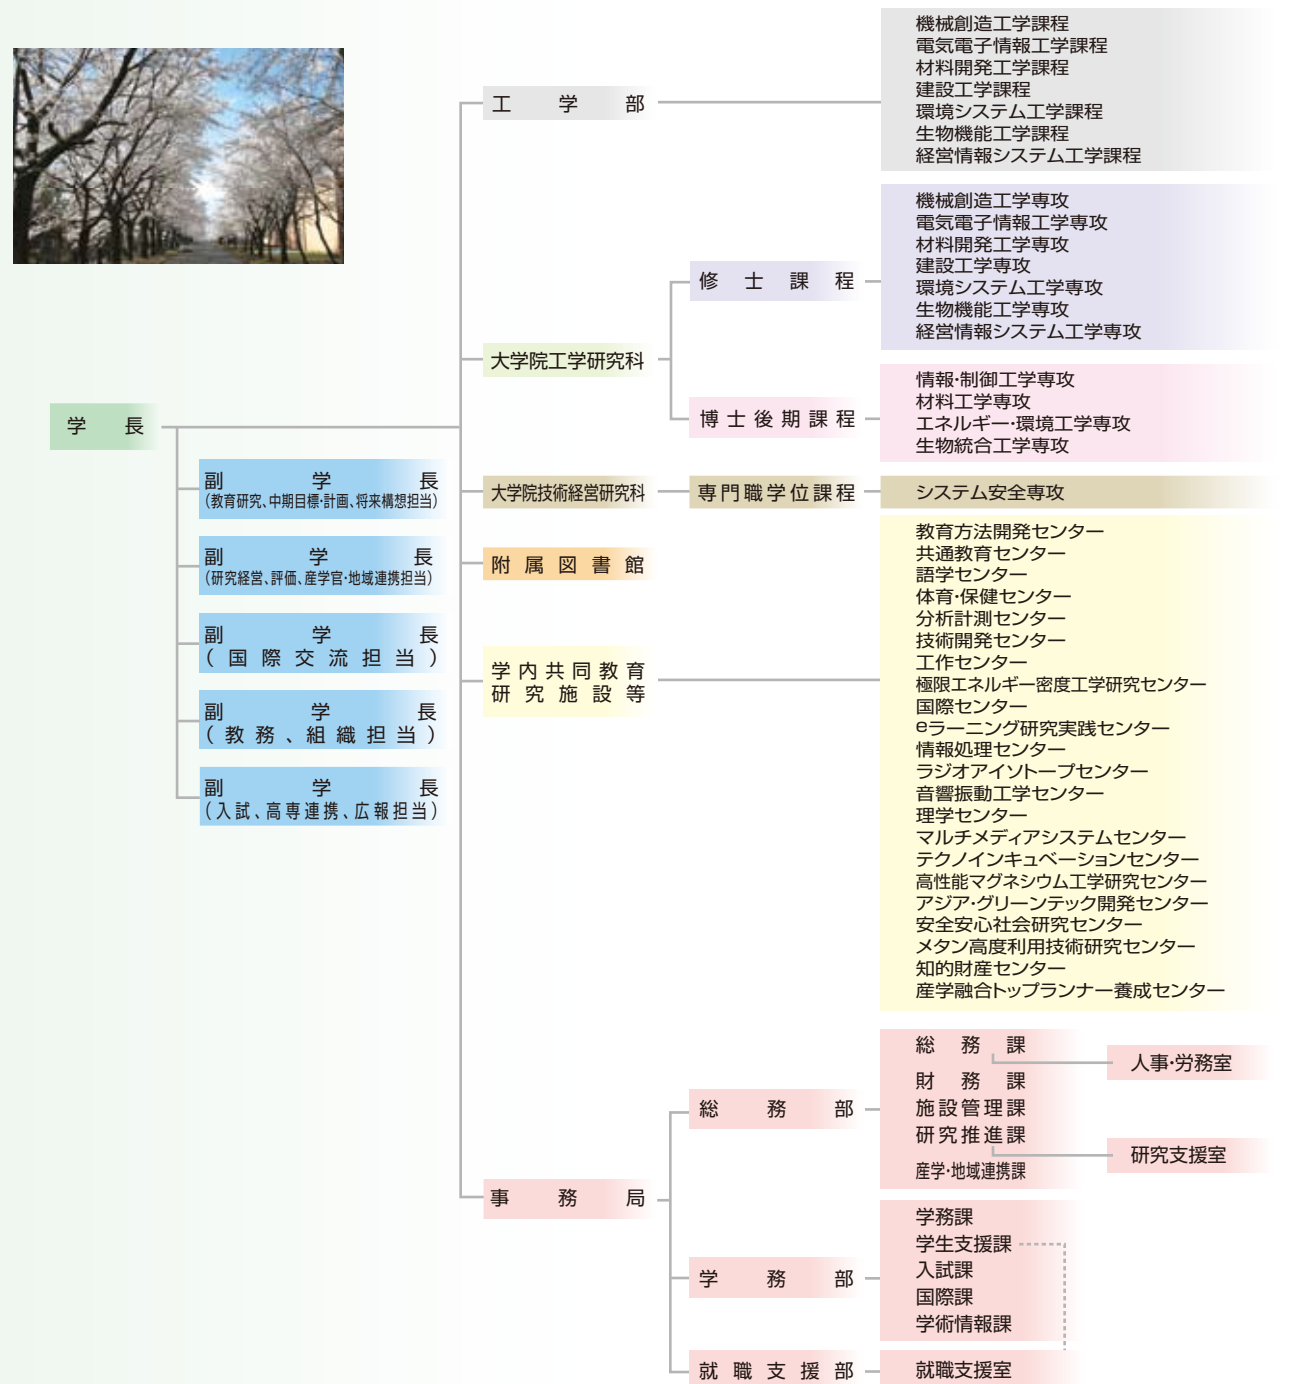 学長
副学長
(教育研究、中期目標・計画、将来構想担当)
副学長
(研究経営、評価、産学官・地域連携担当)
副学長
(国際交流担当)
副学長
(教務、組織担当)
副学長
(入試、高専連携、広報担当)
工学部
機械創造工学課程
電気電子情報工学課程
材料開発工学課程
建設工学課程
環境システム工学課程
生物機能工学課程
経営情報システム工学課程
大学院工学研究科
修士課程
機械創造工学専攻
電気電子情報工学専攻
材料開発工学専攻
建設工学専攻
環境システム工学専攻
生物機能工学専攻
経営情報システム工学専攻
博士後期課程
情報・制御工学専攻
材料工学専攻
エネルギー・環境工学専攻
生物統合工学専攻
大学院技術経営研究科
専門職学位課程
システム安全専攻
附属図書館
学内共同教育
研究施設等
教育方法開発センター
共通教育センター
語学センター
体育・保健センター
分析計測センター
技術開発センター
工作センター
極限エネルギー密度工学研究センター
国際センター
eラーニング研究実践センター
情報処理センター
ラジオアイソトープセンター
音響振動工学センター
理学センター
マルチメディアシステムセンター
テクノインキュベーションセンター
高性能マグネシウム工学研究センター
アジア・グリーンテック開発センター
安全安心社会研究センター
メタン高度利用技術研究センター
知的財産センター
産学融合トップランナー養成センター
事務局
総務部
総務課
人事・労務室
財務課
施設管理課
研究推進課
研究支援室
産学・地域連携課
学務部
学務課
学生支援課
入試課
国際課
学術情報課
就職支援部
就職支援室